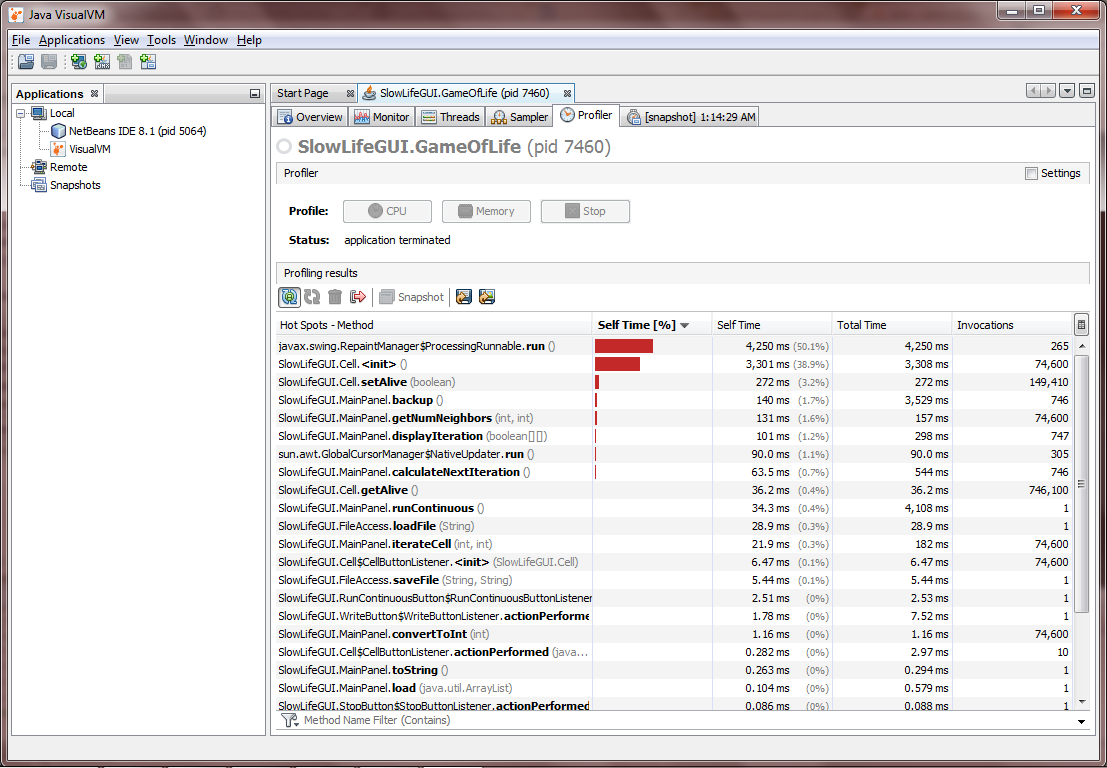 Java VisualVM
File Applications View Tools Window Help
Applications
Local
NetBeans IDE 8.1 (pid 5064)
VisualVM
Remote
Snapshots
Start Page SlowLifeGUI.GameOfLife (pid 7460)
Overview Monitor Threads Sampler Profiler [snapshot] 1:14:29 AM
SlowLifeGUI.GameOfLife (pid 7460)
Profiler Settings
Profile: CPU Memory Stop
Status: application terminated
Profiling results
Snapshot
Hot Spots - Method Self Time [%] Self Time Total Time Invocations
javax.swing.RepaintManager$ProcessingRunnable.run () 4,250 ms (50.1%) 4,250 ms 265
SlowLifeGUI.Cell.<init> () 3,301 ms (38.9%) 3,308 ms 74,600
SlowLifeGUI.Cell.setAlive (boolean) 272 ms (3.2%) 272 ms 149,410
SlowLifeGUI.MainPanel.backup () 140 ms (1.7%) 3,529 ms 746
SlowLifeGUI.MainPanel.getNumNeighbors (int, int) 131 ms (1.6%) 157 ms 74,600
SlowLifeGUI.MainPanel.displayIteration (boolean[][]) 101 ms (1.2%) 298 ms 747
sun.awt.GlobalCursorManager$NativeUpdater.run () 90.0 ms (1.1%) 90.0 ms 305
SlowLifeGUI.MainPanel.calculateNextIteration () 63.5 ms (0.7%) 544 ms 746
SlowLifeGUI.Cell.getAlive () 36.2 ms (0.4%) 36.2 ms 746,100
SlowLifeGUI.MainPanel.runContinuous () 34.3 ms (0.4%) 4,108 ms 1
SlowLifeGUI.FileAccess.loadFile (String) 28.9 ms (0.3%) 28.9 ms 1
SlowLifeGUI.MainPanel.iterateCell (int, int) 21.9 ms (0.3%) 182 ms 74,600
SlowLifeGUI.Cell$CellButtonListener.<init> (SlowLifeGUI.Cell) 6.47 ms (0.1%) 6.47 ms 74,600
SlowLifeGUI.FileAccess.saveFile (String, String) 5.44 ms (0.1%) 5.44 ms 1
SlowLifeGUI.RunContinuousButton$RunContinuousButtonListener 2.51 ms (0%) 2.53 ms 1
SlowLifeGUI.WriteButton$WriteButtonListener.actionPerforme 1.78 ms (0%) 7.52 ms 1
SlowLifeGUI.MainPanel.convertToInt (int) 1.16 ms (0%) 1.16 ms 74,600
SlowLifeGUI.Cell$CellButtonListener.actionPerformed (java... 0.282 ms (0%) 2.97 ms 10
SlowLifeGUI.MainPanel.toString () 0.263 ms (0%) 0.294 ms 1
SlowLifeGUI.MainPanel.load (java.util.ArrayList) 0.104 ms (0%) 0.579 ms 1
SlowLifeGUI.StopButton$StopButtonListener.actionPerformed 0.086 ms (0%) 0.088 ms 1
Method Name Filter (Contains)